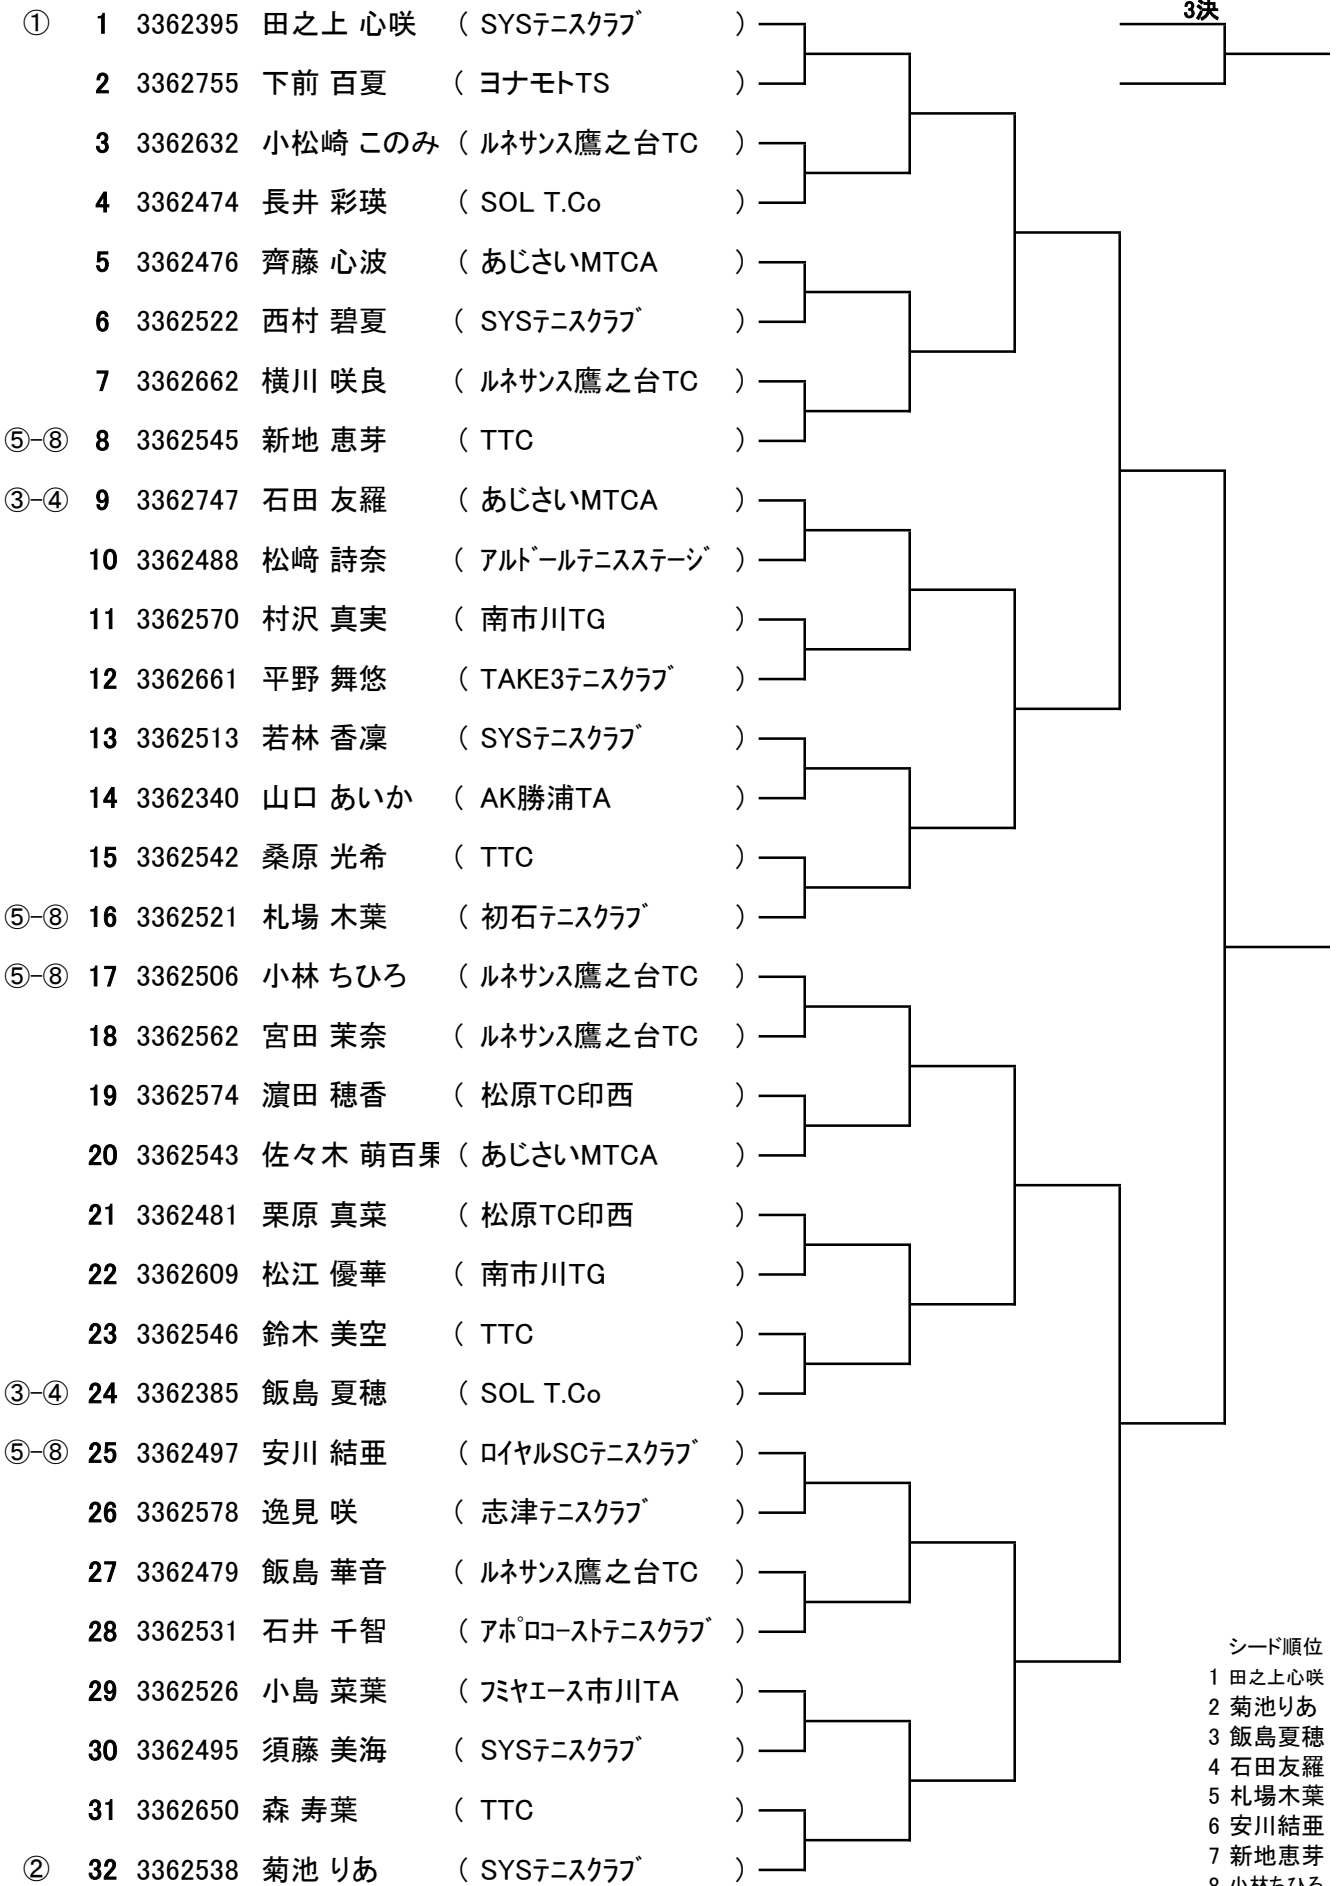 3決
① 1 3362395 田之上 心咲 ( SYSﾃﾆｽｸﾗﾌﾞ )
2 3362755 下前 百夏 ( ヨナモトTS )
3 3362632 小松崎 このみ ( ﾙﾈｻﾝｽ鷹之台TC )
4 3362474 長井 彩瑛 ( SOL T.Co )
5 3362476 齊藤 心波 ( あじさいMTCA )
6 3362522 西村 碧夏 ( SYSﾃﾆｽｸﾗﾌﾞ )
7 3362662 横川 咲良 ( ﾙﾈｻﾝｽ鷹之台TC )
⑤-⑧ 8 3362545 新地 恵芽 ( TTC )
③-④ 9 3362747 石田 友羅 ( あじさいMTCA )
10 3362488 松﨑 詩奈 ( ｱﾙﾄﾞｰﾙﾃﾆｽｽﾃｰｼﾞ )
11 3362570 村沢 真実 ( 南市川TG )
12 3362661 平野 舞悠 ( TAKE3ﾃﾆｽｸﾗﾌﾞ )
13 3362513 若林 香凜 ( SYSﾃﾆｽｸﾗﾌﾞ )
14 3362340 山口 あいか ( AK勝浦TA )
15 3362542 桑原 光希 ( TTC )
⑤-⑧ 16 3362521 札場 木葉 ( 初石ﾃﾆｽｸﾗﾌﾞ )
⑤-⑧ 17 3362506 小林 ちひろ ( ﾙﾈｻﾝｽ鷹之台TC )
18 3362562 宮田 茉奈 ( ﾙﾈｻﾝｽ鷹之台TC )
19 3362574 濵田 穂香 ( 松原TC印西 )
20 3362543 佐々木 萌百果 ( あじさいMTCA )
21 3362481 栗原 真菜 ( 松原TC印西 )
22 3362609 松江 優華 ( 南市川TG )
23 3362546 鈴木 美空 ( TTC )
③-④ 24 3362385 飯島 夏穂 ( SOL T.Co )
⑤-⑧ 25 3362497 安川 結亜 ( ﾛｲﾔﾙSCﾃﾆｽｸﾗﾌﾞ )
26 3362578 逸見 咲 ( 志津ﾃﾆｽｸﾗﾌﾞ )
27 3362479 飯島 華音 ( ﾙﾈｻﾝｽ鷹之台TC )
28 3362531 石井 千智 ( ｱﾎﾟﾛｺｰｽﾄﾃﾆｽｸﾗﾌﾞ )
29 3362526 小島 菜葉 ( ﾌﾐﾔｴｰｽ市川TA )
30 3362495 須藤 美海 ( SYSﾃﾆｽｸﾗﾌﾞ )
31 3362650 森 寿葉 ( TTC )
② 32 3362538 菊池 りあ ( SYSﾃﾆｽｸﾗﾌﾞ )
シード順位
1 田之上心咲
2 菊池りあ
3 飯島夏穂
4 石田友羅
5 札場木葉
6 安川結亜
7 新地恵芽
8 小林ちひろ